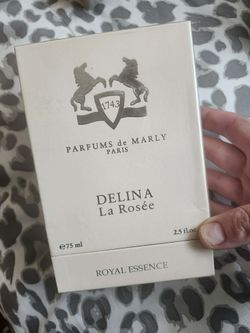 1743
PARFUMS de MARLY
PARIS
DELINA
La Rosée
e 75 ml 2.5 fl.oz
ROYAL ESSENCE